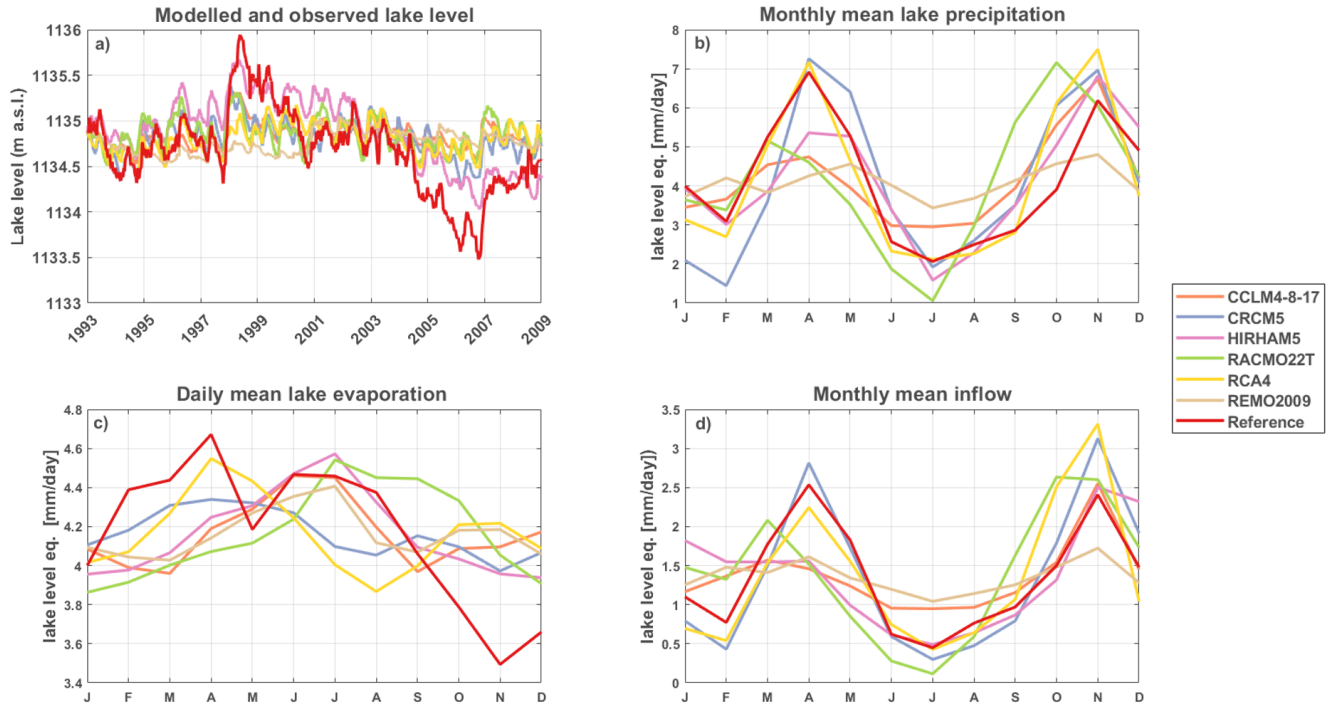 Modelled and observed lake level
a)
Lake level (m a.s.l.)
1136
1135.5
1135
1134.5
1134
1133.5
1133
1993
1995
1997
1999
2001
2003
2005
2007
2009
Monthly mean lake precipitation
b)
lake level eq. [mm/day]
8
7
6
5
4
3
2
1
J F M A M J J A S O N D
CCLM4-8-17
CRCM5
HIRHAM5
RACMO22T
RCA4
REMO2009
Reference
Daily mean lake evaporation
c)
lake level eq. [mm/day]
4.8
4.6
4.4
4.2
4
3.8
3.6
3.4
J F M A M J J A S O N D
Monthly mean inflow
d)
lake level eq. [mm/day])
3.5
3
2.5
2
1.5
1
0.5
0
J F M A M J J A S O N D